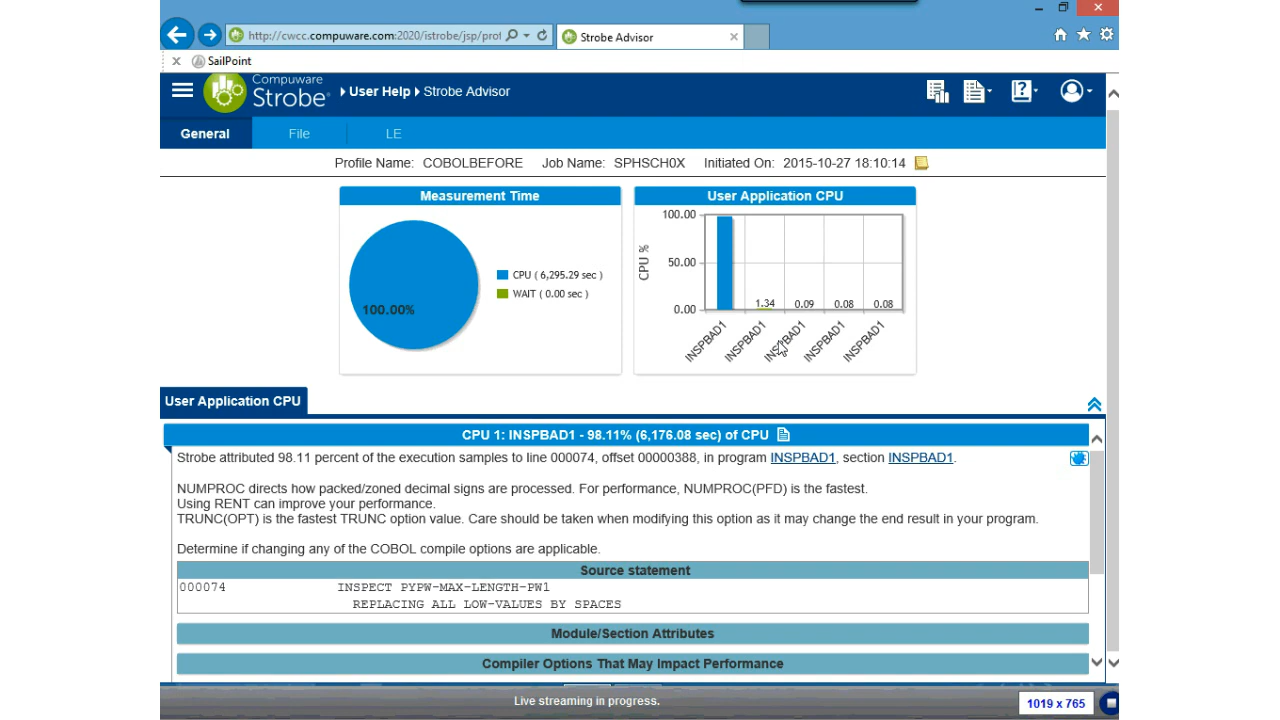 http://cwcc.compuware.com:2020/istrobe/jsp/prof
Strobe Advisor
x SailPoint
Compuware
Strobe
User Help Strobe Advisor
General File LE
Profile Name: COBOLBEFORE Job Name: SPHSCH0X Initiated On: 2015-10-27 18:10:14
Measurement Time
100.00%
CPU ( 6,295.29 sec )
WAIT ( 0.00 sec )
User Application CPU
CPU %
100.00
50.00
0.00
1.34 0.09 0.08 0.08
INSPBAD1 INSPBAD1 INSPBAD1 INSPBAD1 INSPBAD1
User Application CPU
CPU 1: INSPBAD1 - 98.11% (6,176.08 sec) of CPU
Strobe attributed 98.11 percent of the execution samples to line 000074, offset 00000388, in program INSPBAD1, section INSPBAD1.
NUMPROC directs how packed/zoned decimal signs are processed. For performance, NUMPROC(PFD) is the fastest.
Using RENT can improve your performance.
TRUNC(OPT) is the fastest TRUNC option value. Care should be taken when modifying this option as it may change the end result in your program.
Determine if changing any of the COBOL compile options are applicable.
Source statement
000074 INSPECT PYPW-MAX-LENGTH-PW1
REPLACING ALL LOW-VALUES BY SPACES
Module/Section Attributes
Compiler Options That May Impact Performance
Live streaming in progress.
1019 x 765